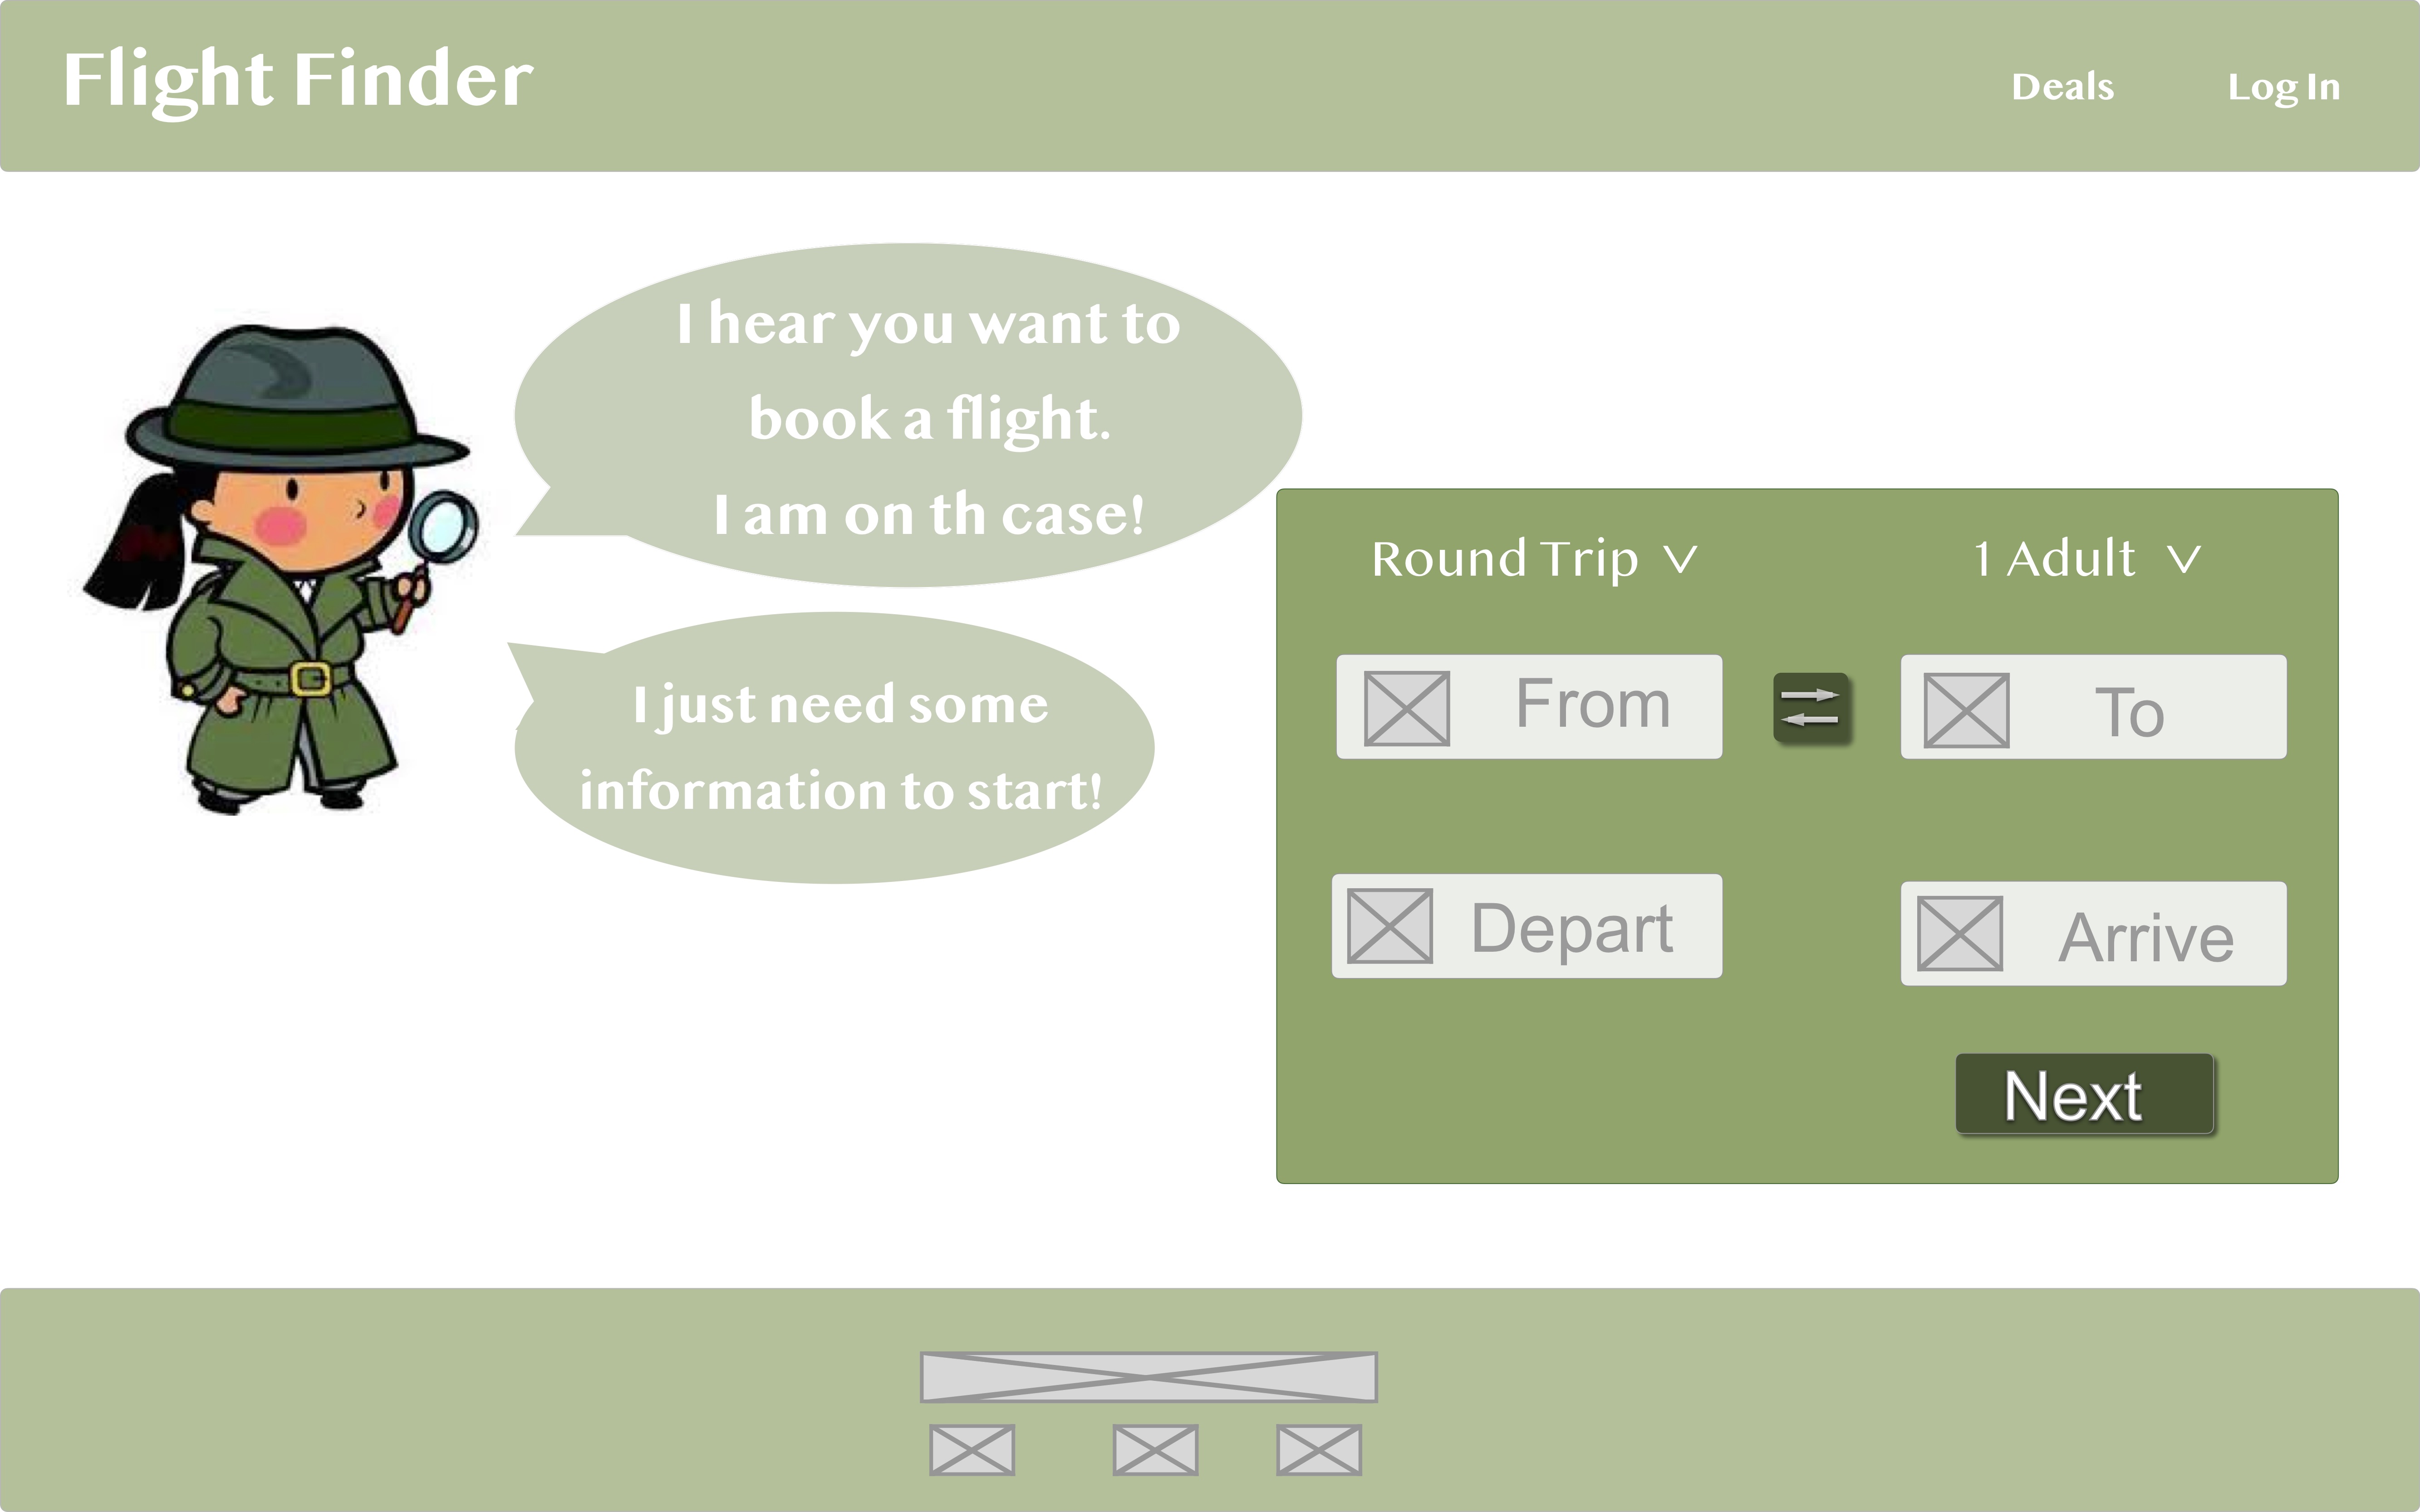 Flight Finder
Deals
Log In
I hear you want to
book a flight.
I am on th case!
I just need some
information to start!
Round Trip
1 Adult
From
To
Depart
Arrive
Next